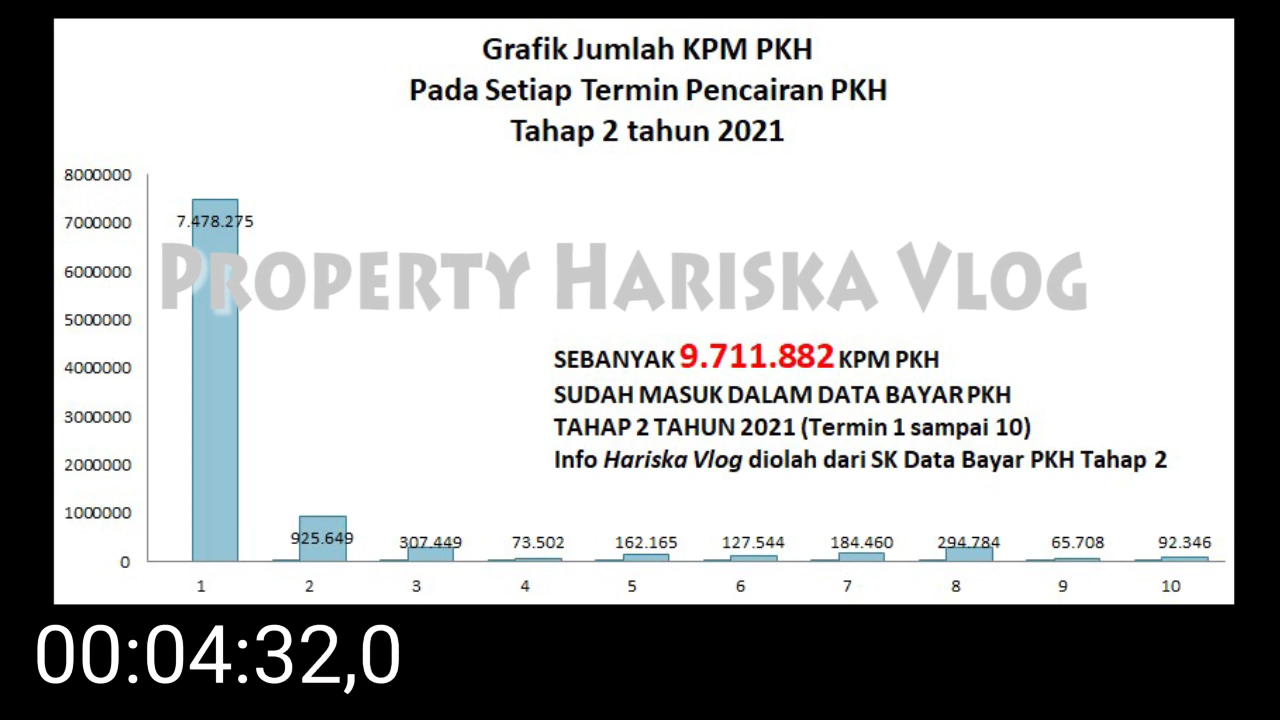 Grafik Jumlah KPM PKH
Pada Setiap Termin Pencairan PKH
Tahap 2 tahun 2021
8000000
7000000
6000000
5000000
4000000
3000000
2000000
1000000
0
7.478.275
925.649
307.449
73.502
162.165
127.544
184.460
294.784
65.708
92.346
PROPERTY HARISKA VLOG
SEBANYAK 9.711.882 KPM PKH
SUDAH MASUK DALAM DATA BAYAR PKH
TAHAP 2 TAHUN 2021 (Termin 1 sampai 10)
Info Hariska Vlog diolah dari SK Data Bayar PKH Tahap 2
1 2 3 4 5 6 7 8 9 10
00:04:32,0